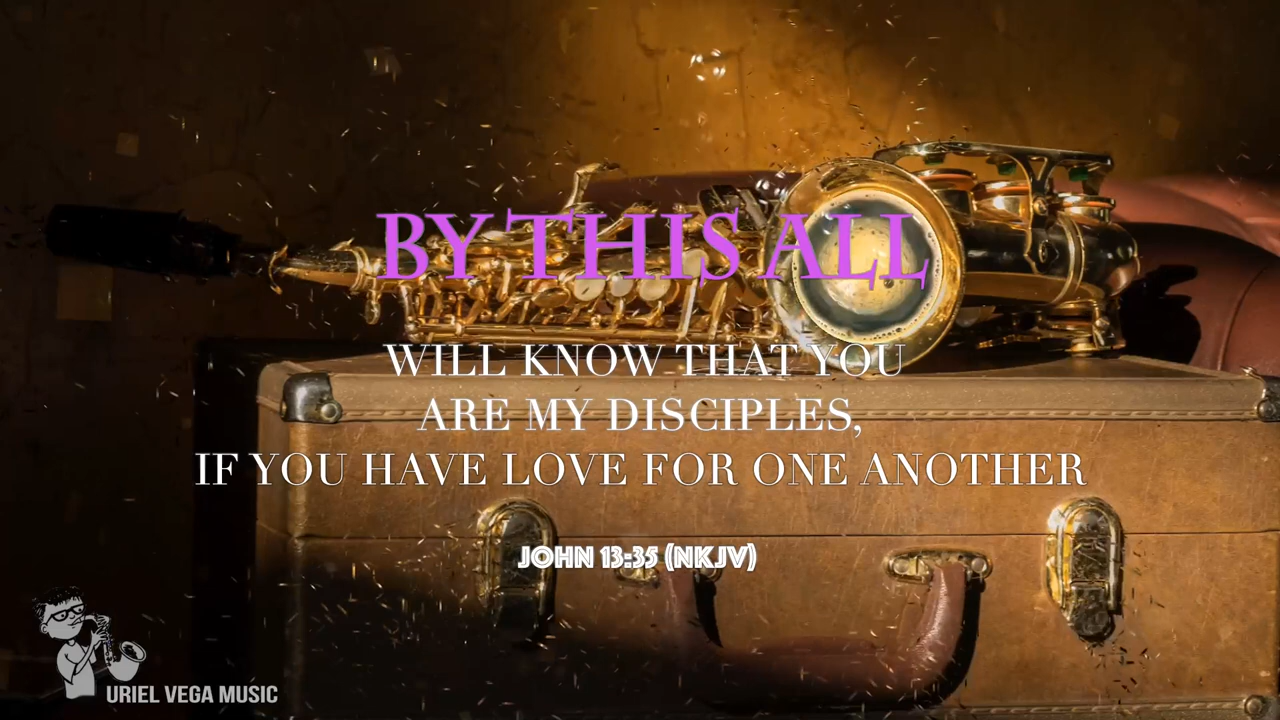 BY THIS ALL
WILL KNOW THAT YOU
ARE MY DISCIPLES,
IF YOU HAVE LOVE FOR ONE ANOTHER
JOHN 13:35 (NKJV)
URIEL VEGA MUSIC